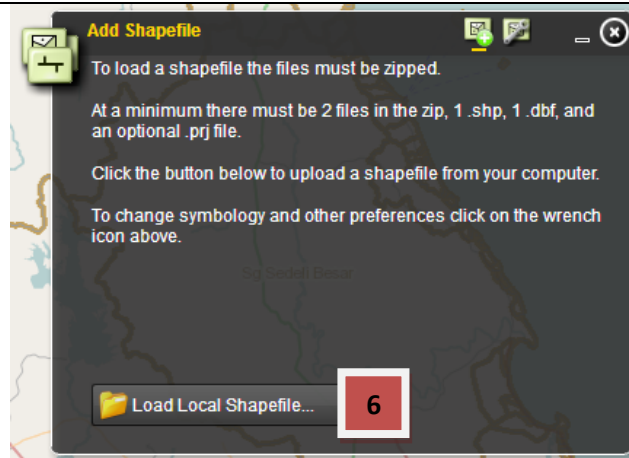 Add Shapefile
To load a shapefile the files must be zipped.
At a minimum there must be 2 files in the zip, 1 .shp, 1 .dbf, and
an optional .prj file.
Click the button below to upload a shapefile from your computer.
To change symbology and other preferences click on the wrench
icon above.
Sg Sedeli Besar
Load Local Shapefile...
6